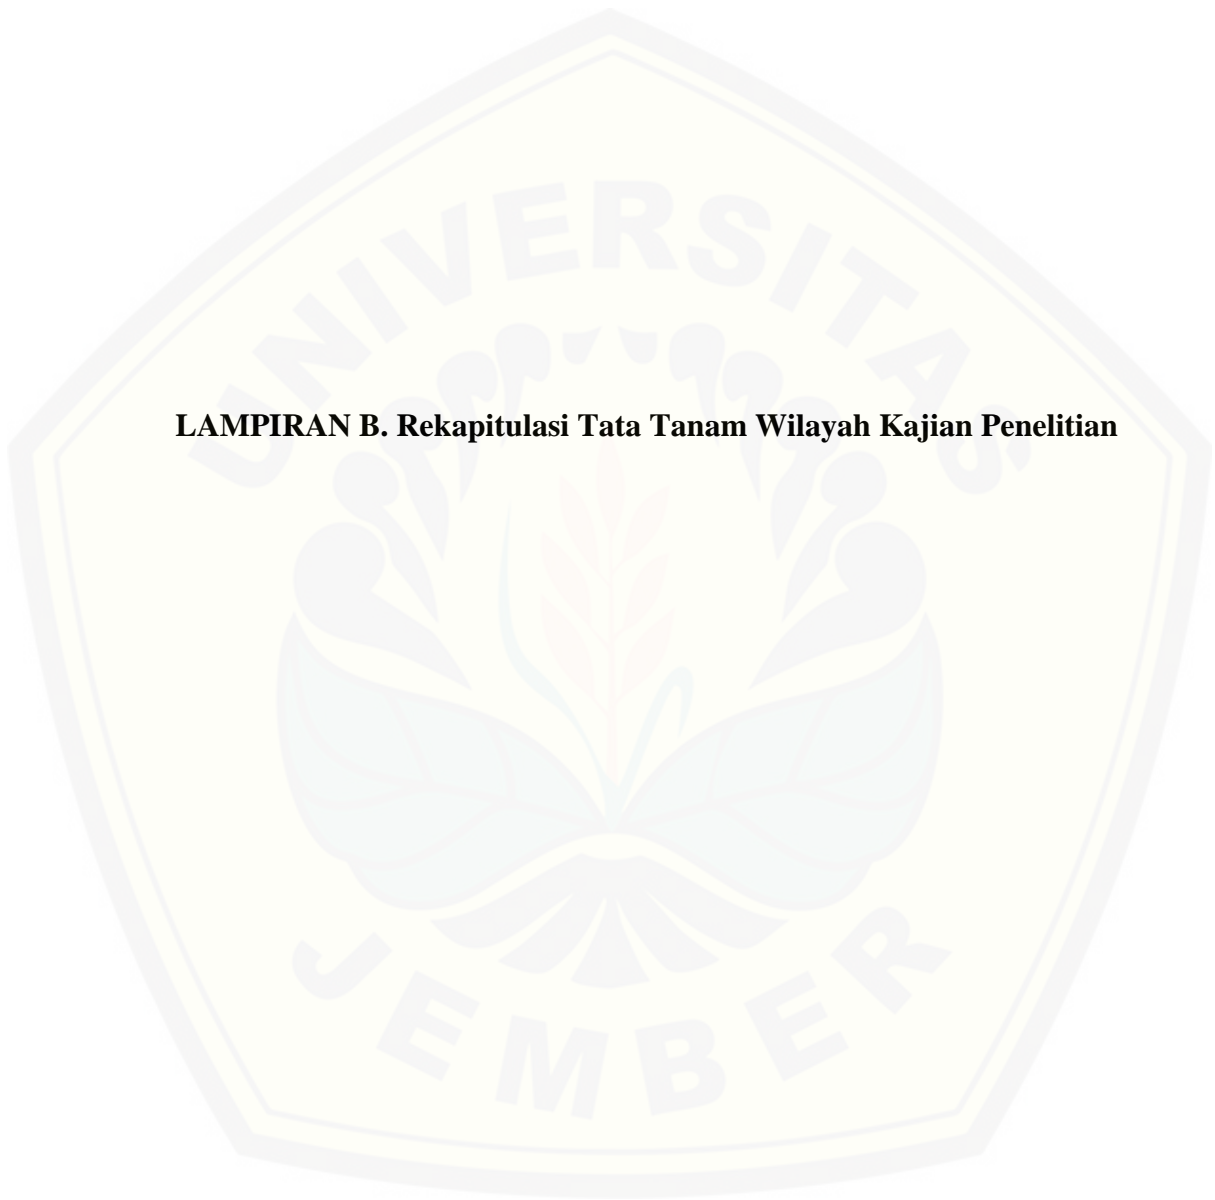 UNIVERSITAS
LAMPIRAN B. Rekapitulasi Tata Tanam Wilayah Kajian Penelitian
JEMBER